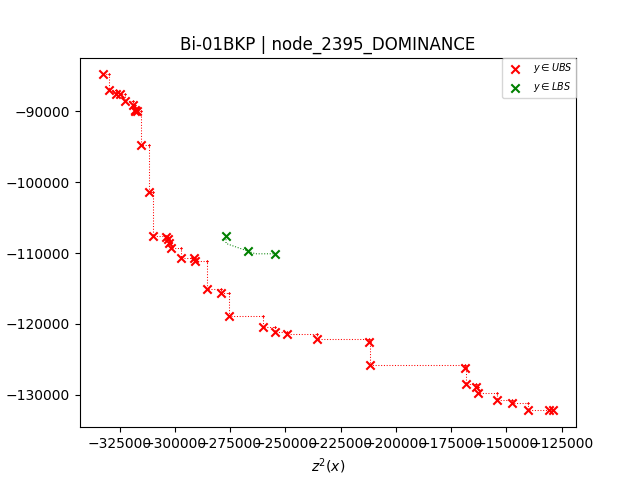 Bi-01BKP | node_2395_DOMINANCE
y ∈ UBS
y ∈ LBS
−90000
−100000
−110000
−120000
−130000
−325000 −300000 −275000 −250000 −225000 −200000 −175000 −150000 −125000
z²(x)